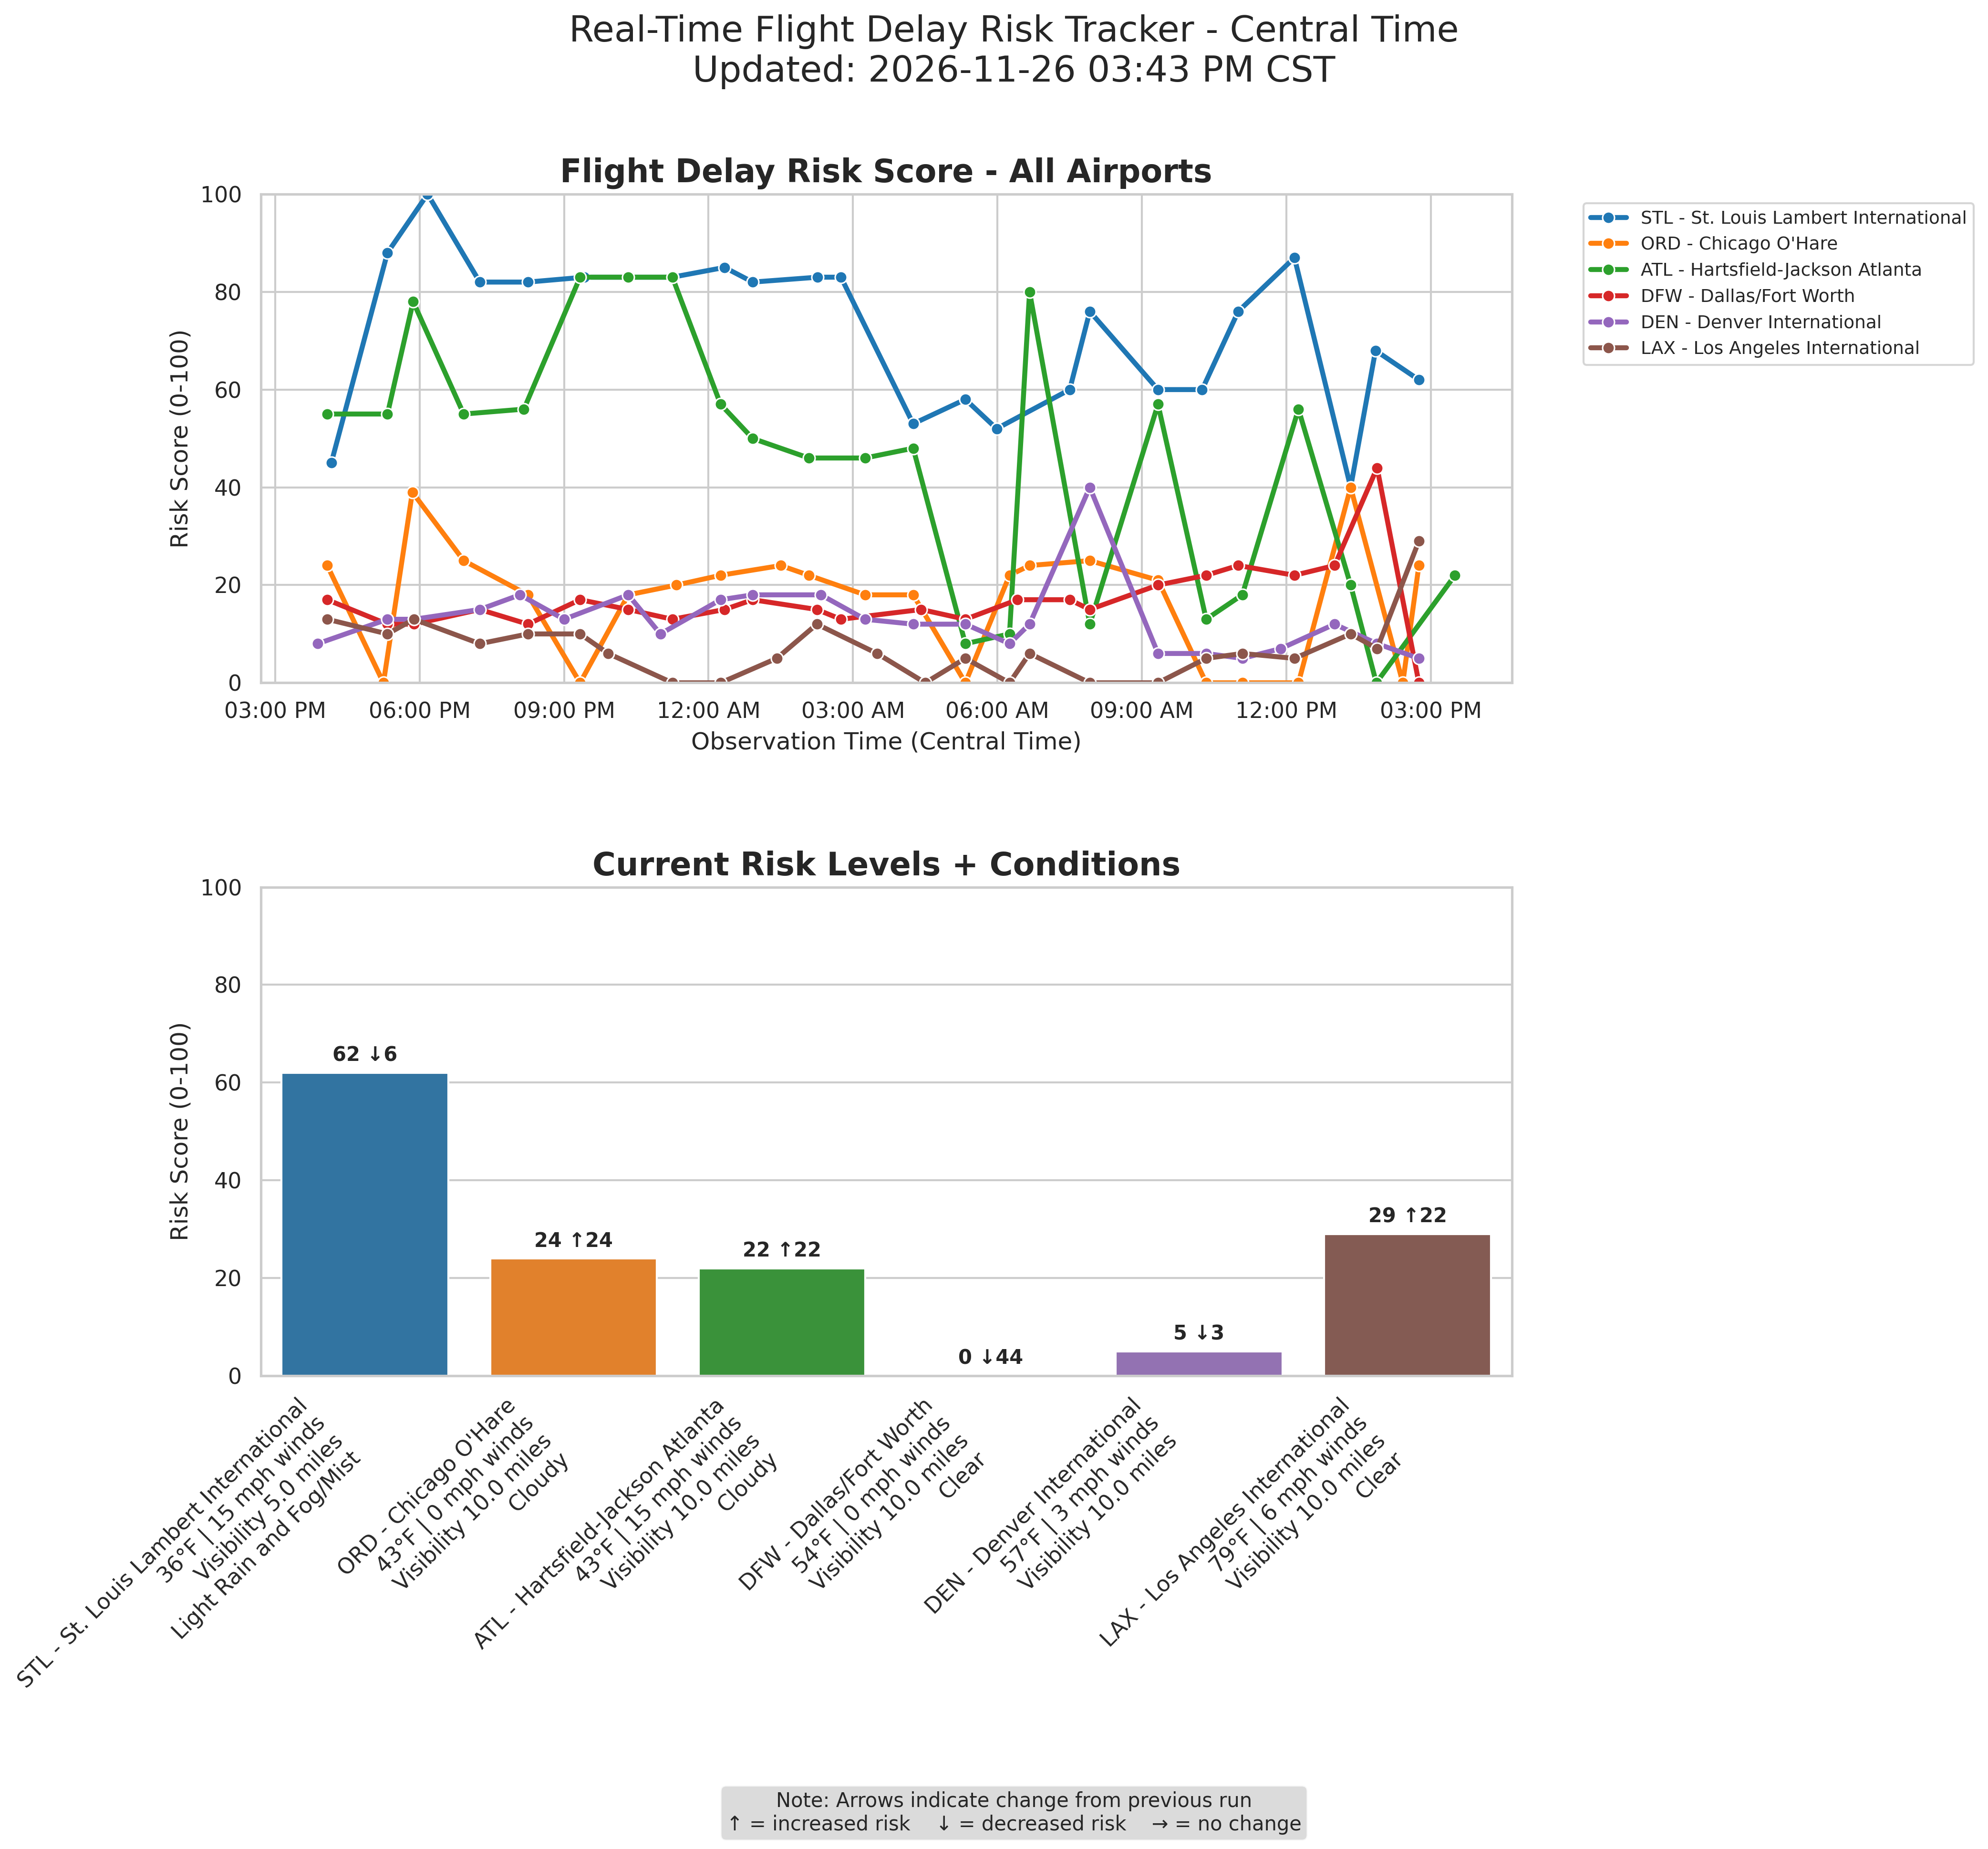 Real-Time Flight Delay Risk Tracker - Central Time
Updated: 2026-11-26 03:43 PM CST
Flight Delay Risk Score - All Airports
Risk Score (0-100)
100
80
60
40
20
0
03:00 PM
06:00 PM
09:00 PM
12:00 AM
03:00 AM
06:00 AM
09:00 AM
12:00 PM
03:00 PM
Observation Time (Central Time)
STL - St. Louis Lambert International
ORD - Chicago O'Hare
ATL - Hartsfield-Jackson Atlanta
DFW - Dallas/Fort Worth
DEN - Denver International
LAX - Los Angeles International
Current Risk Levels + Conditions
Risk Score (0-100)
100
80
60
40
20
0
62 ↓6
24 ↑24
22 ↑22
0 ↓44
5 ↓3
29 ↑22
STL - St. Louis Lambert International
36°F | 15 mph winds
Visibility 5.0 miles
Light Rain and Fog/Mist
ORD - Chicago O'Hare
43°F | 0 mph winds
Visibility 10.0 miles
Cloudy
ATL - Hartsfield-Jackson Atlanta
43°F | 15 mph winds
Visibility 10.0 miles
Cloudy
DFW - Dallas/Fort Worth
54°F | 0 mph winds
Visibility 10.0 miles
Clear
DEN - Denver International
57°F | 3 mph winds
Visibility 10.0 miles
LAX - Los Angeles International
79°F | 6 mph winds
Visibility 10.0 miles
Clear
Note: Arrows indicate change from previous run
↑ = increased risk ↓ = decreased risk → = no change